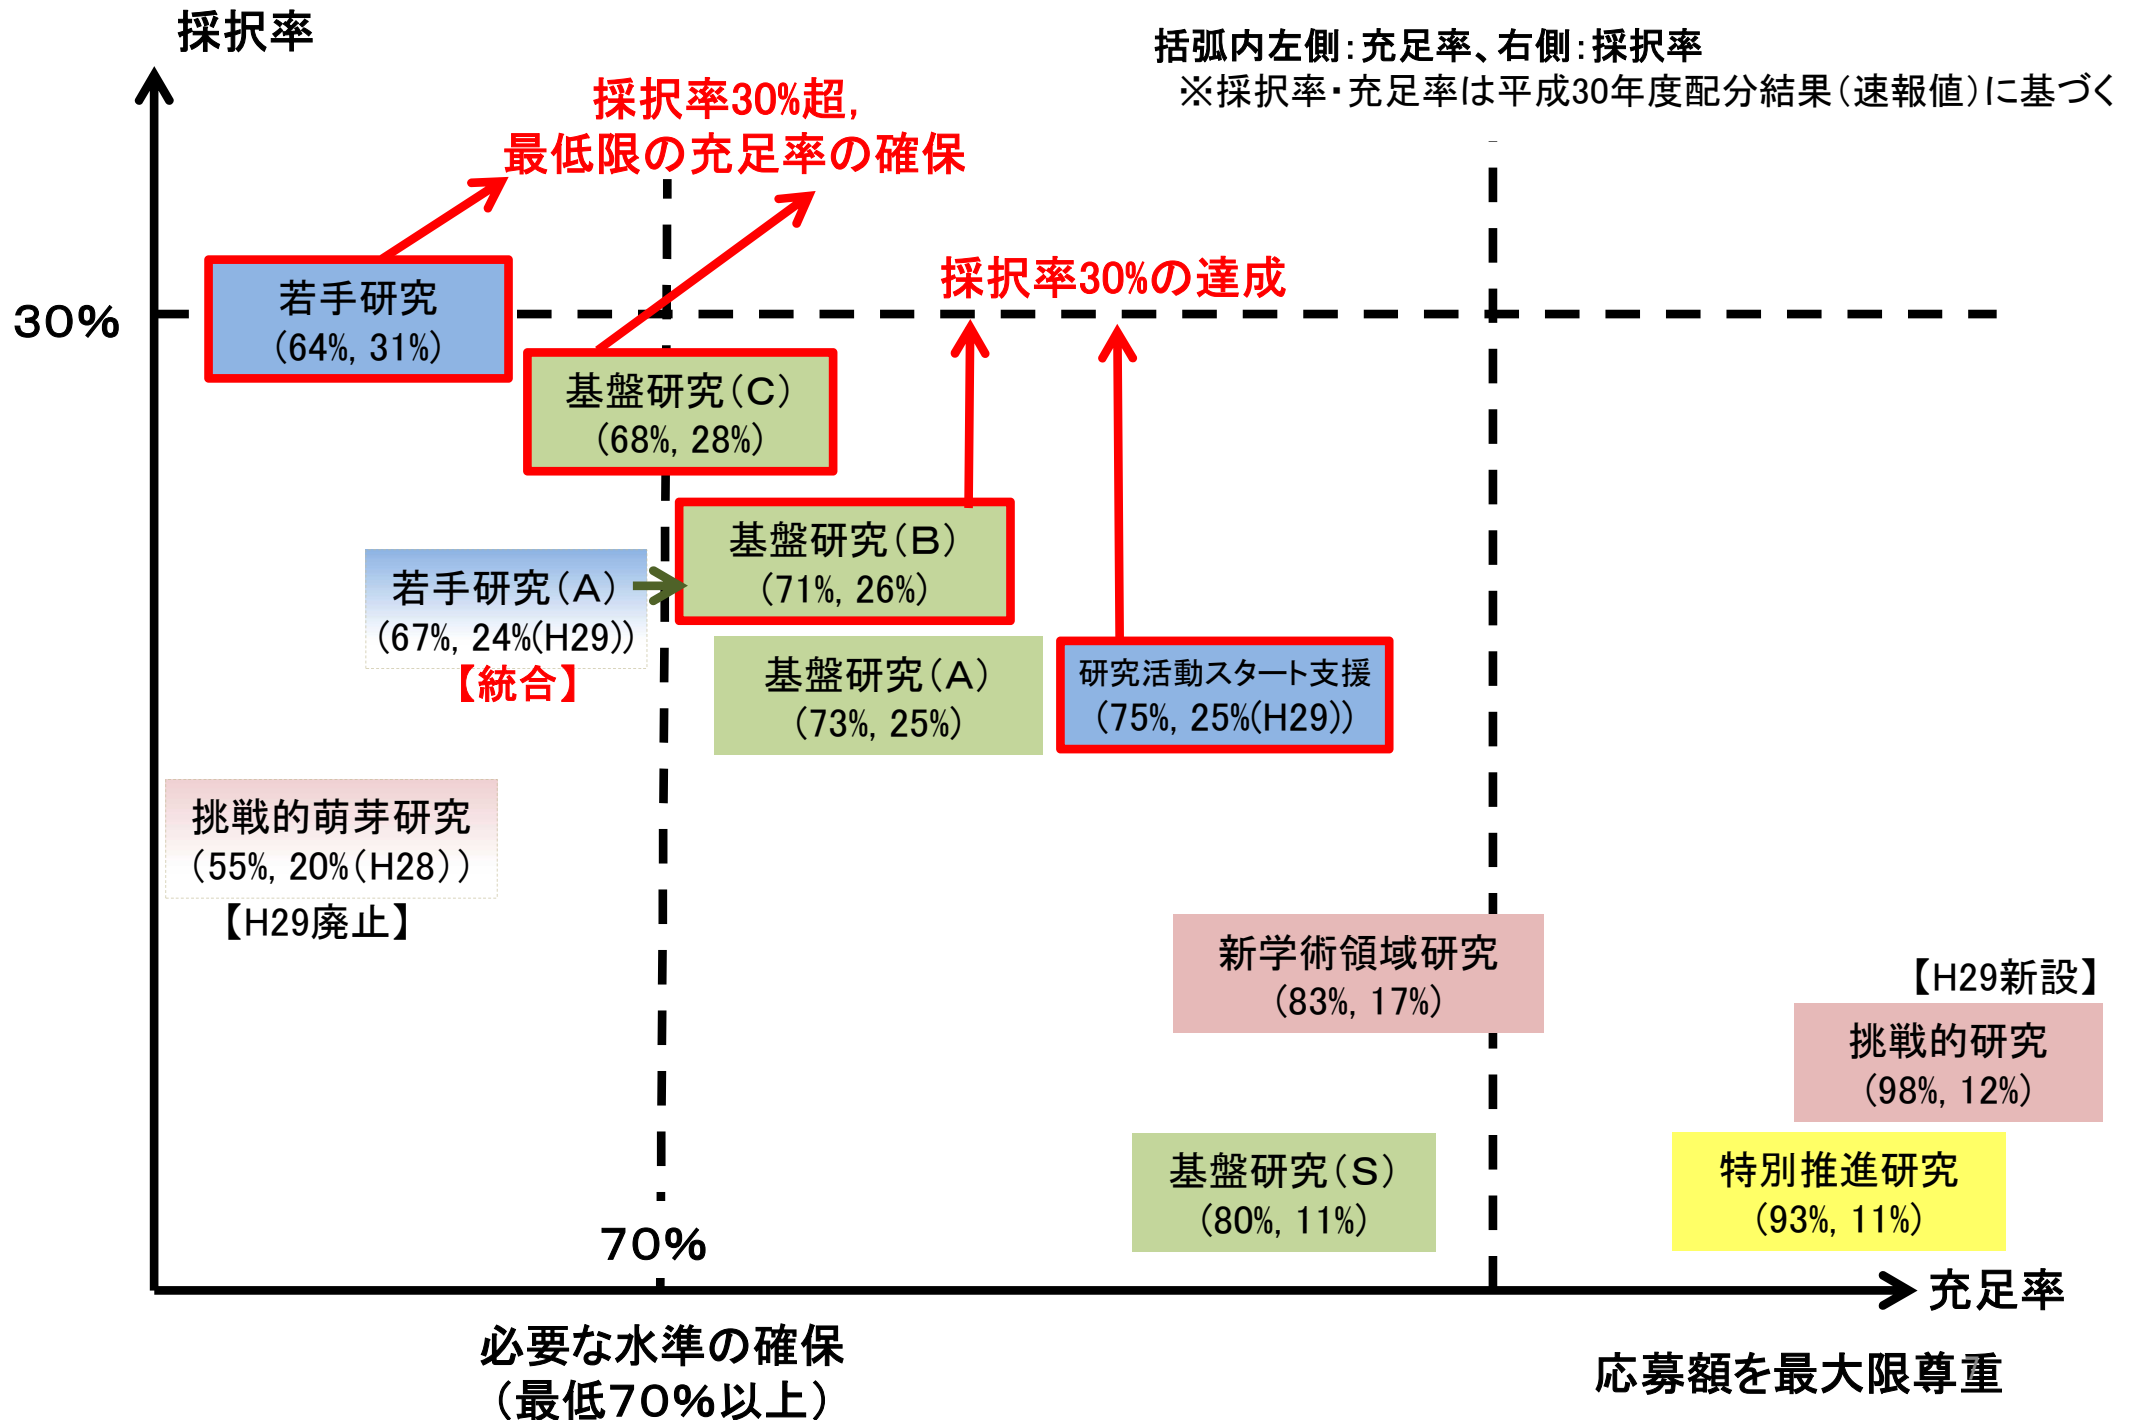 採択率
括弧内左側：充足率、右側：採択率
※採択率・充足率は平成30年度配分結果（速報値）に基づく
採択率30%超,
最低限の充足率の確保
採択率30%の達成
30%
若手研究
(64%, 31%)
基盤研究（C）
(68%, 28%)
基盤研究（B）
(71%, 26%)
若手研究（A）
(67%, 24%(H29))
【統合】
基盤研究（A）
(73%, 25%)
研究活動スタート支援
(75%, 25%(H29))
挑戦的萌芽研究
(55%, 20%（H28）)
【H29廃止】
新学術領域研究
(83%, 17%)
【H29新設】
挑戦的研究
(98%, 12%)
基盤研究（S）
(80%, 11%)
特別推進研究
(93%, 11%)
70%
充足率
必要な水準の確保
（最低70%以上）
応募額を最大限尊重